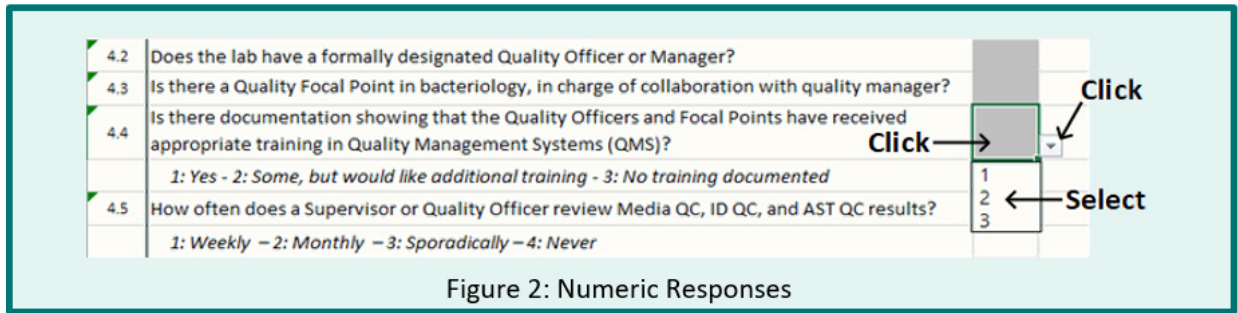 4.2 Does the lab have a formally designated Quality Officer or Manager?
4.3 Is there a Quality Focal Point in bacteriology, in charge of collaboration with quality manager?
Click
4.4 Is there documentation showing that the Quality Officers and Focal Points have received
appropriate training in Quality Management Systems (QMS)?
Click
1: Yes - 2: Some, but would like additional training - 3: No training documented
1
2
3
Select
4.5 How often does a Supervisor or Quality Officer review Media QC, ID QC, and AST QC results?
1: Weekly – 2: Monthly – 3: Sporadically – 4: Never
Figure 2: Numeric Responses